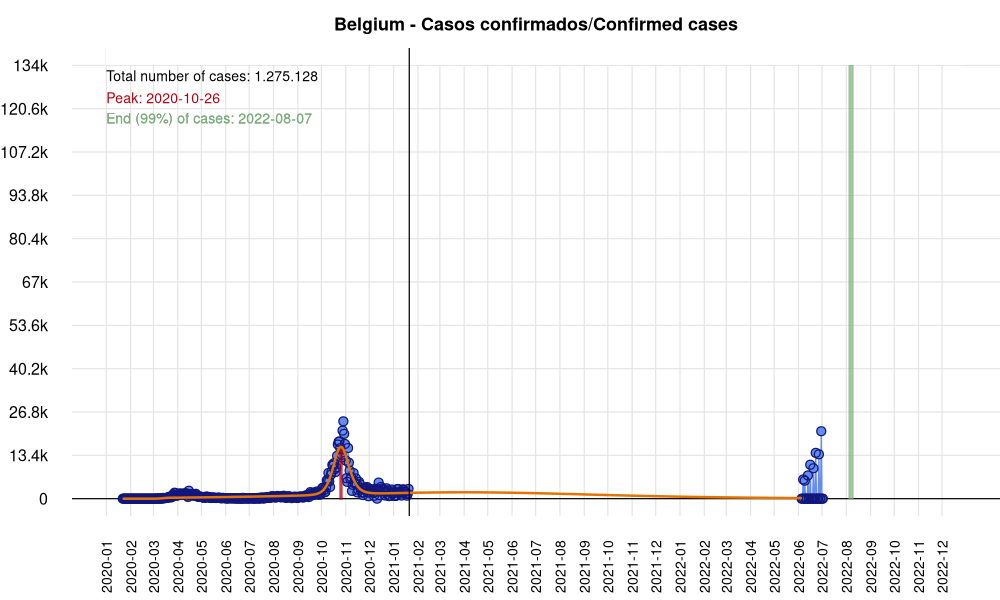 Belgium - Casos confirmados/Confirmed cases
Total number of cases: 1.275.128
Peak: 2020-10-26
End (99%) of cases: 2022-08-07
134k
120.6k
107.2k
93.8k
80.4k
67k
53.6k
40.2k
26.8k
13.4k
0
2020-01
2020-02
2020-03
2020-04
2020-05
2020-06
2020-07
2020-08
2020-09
2020-10
2020-11
2020-12
2021-01
2021-02
2021-03
2021-04
2021-05
2021-06
2021-07
2021-08
2021-09
2021-10
2021-11
2021-12
2022-01
2022-02
2022-03
2022-04
2022-05
2022-06
2022-07
2022-08
2022-09
2022-10
2022-11
2022-12